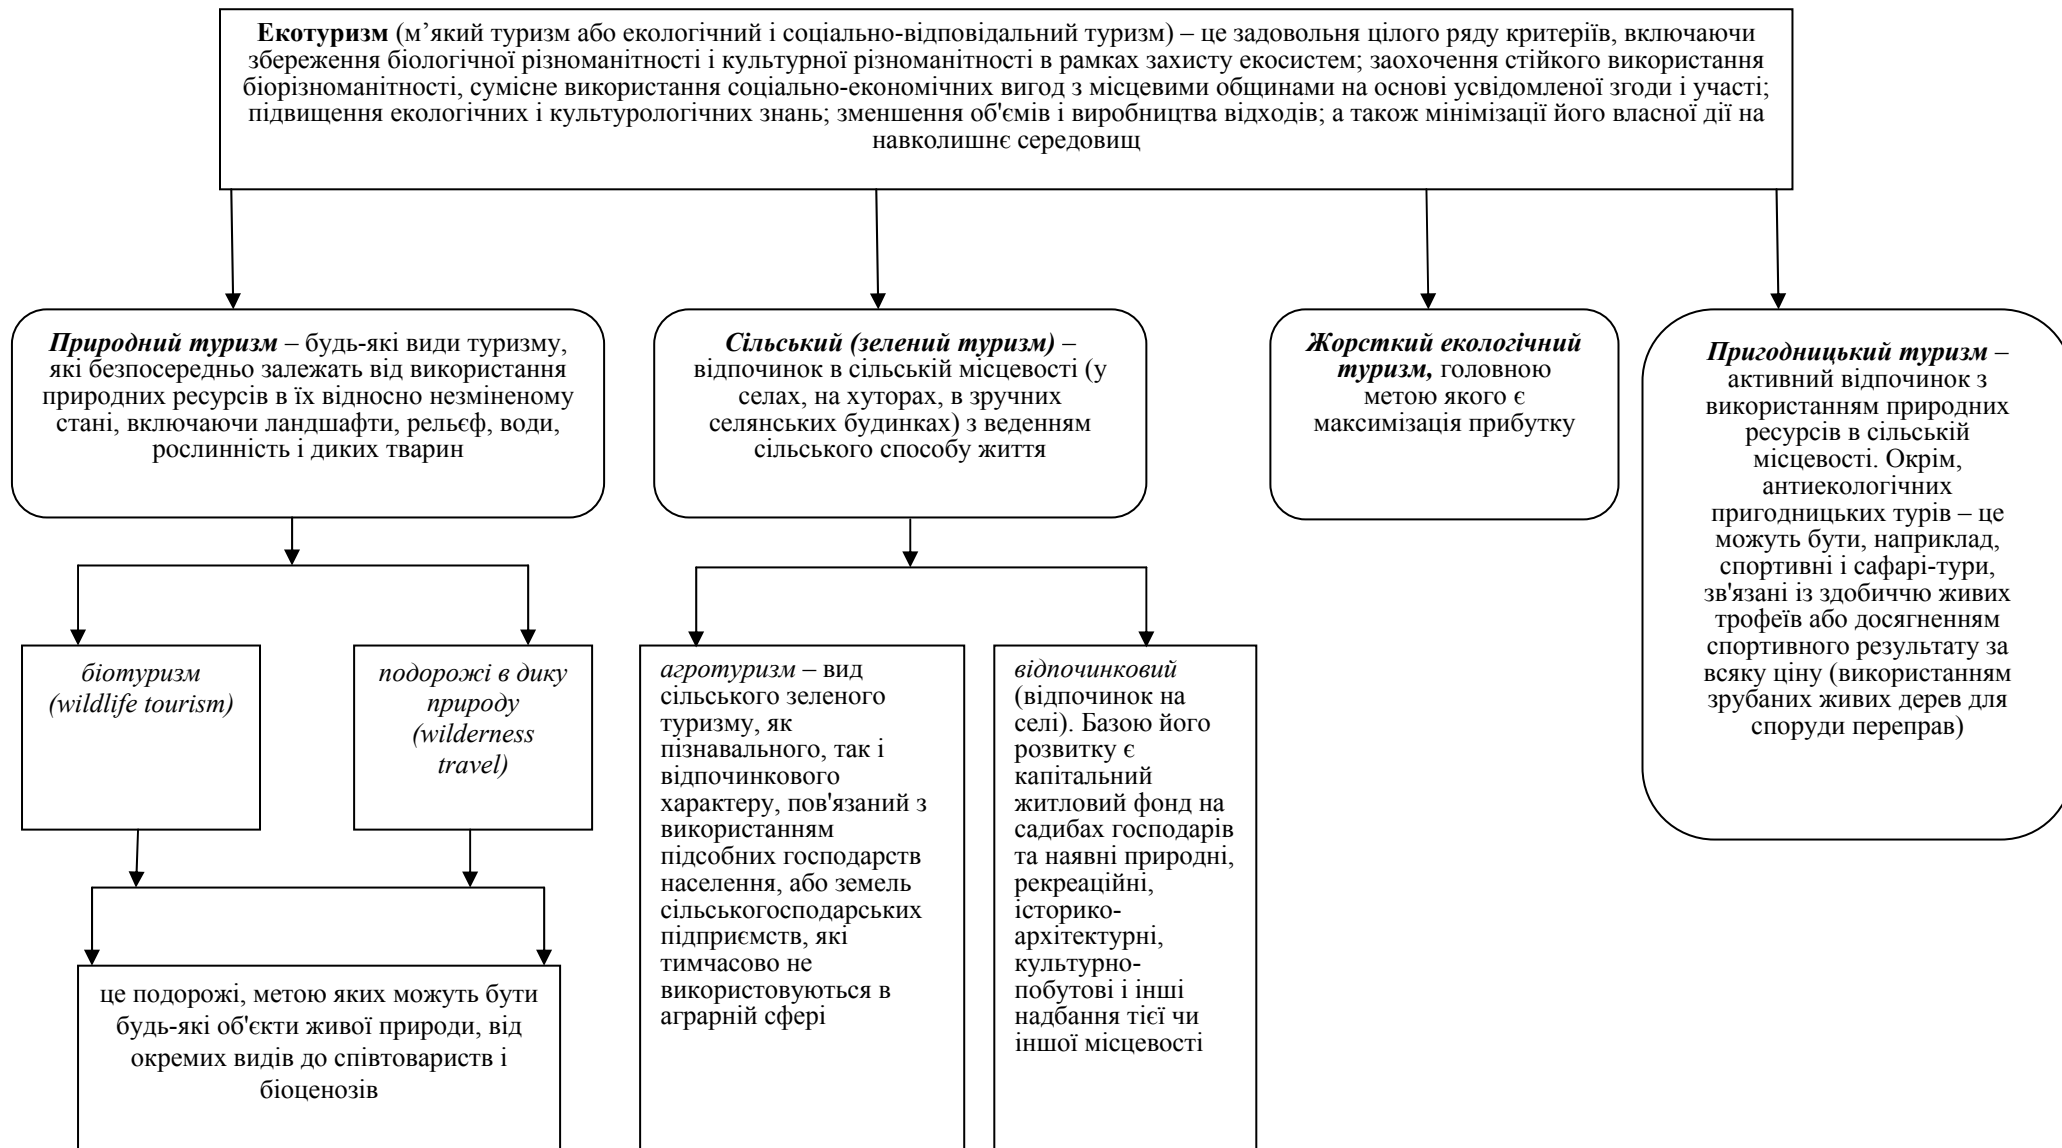 Екотуризм (м’який туризм або екологічний і соціально-відповідальний туризм) – це задовольня цілого ряду критеріїв, включаючи
збереження біологічної різноманітності і культурної різноманітності в рамках захисту екосистем; заохочення стійкого використання
біорізноманітності, сумісне використання соціально-економічних вигод з місцевими общинами на основі усвідомленої згоди і участі;
підвищення екологічних і культурологічних знань; зменшення об'ємів і виробництва відходів; а також мінімізації його власної дії на
навколишнє середовищ
Природний туризм – будь-які види туризму,
які безпосередньо залежать від використання
природних ресурсів в їх відносно незміненому
стані, включаючи ландшафти, рельєф, води,
рослинність і диких тварин
Сільський (зелений туризм) –
відпочинок в сільській місцевості (у
селах, на хуторах, в зручних
селянських будинках) з веденням
сільського способу життя
Жорсткий екологічний
туризм, головною
метою якого є
максимізація прибутку
Пригодницький туризм –
активний відпочинок з
використанням природних
ресурсів в сільській
місцевості. Окрім,
антиекологічних
пригодницьких турів – це
можуть бути, наприклад,
спортивні і сафарі-тури,
зв'язані із здобиччю живих
трофеїв або досягненням
спортивного результату за
всяку ціну (використанням
зрубаних живих дерев для
споруди переправ)
біотуризм
(wildlife tourism)
подорожі в дику
природу
(wilderness
travel)
агротуризм – вид
сільського зеленого
туризму, як
пізнавального, так і
відпочинкового
характеру, пов'язаний з
використанням
підсобних господарств
населення, або земель
сільськогосподарських
підприємств, які
тимчасово не
використовуються в
аграрній сфері
відпочинковий
(відпочинок на
селі). Базою його
розвитку є
капітальний
житловий фонд на
садибах господарів
та наявні природні,
рекреаційні,
історико-
архітектурні,
культурно-
побутові і інші
надбання тієї чи
іншої місцевості
це подорожі, метою яких можуть бути
будь-які об'єкти живої природи, від
окремих видів до співтовариств і
біоценозів